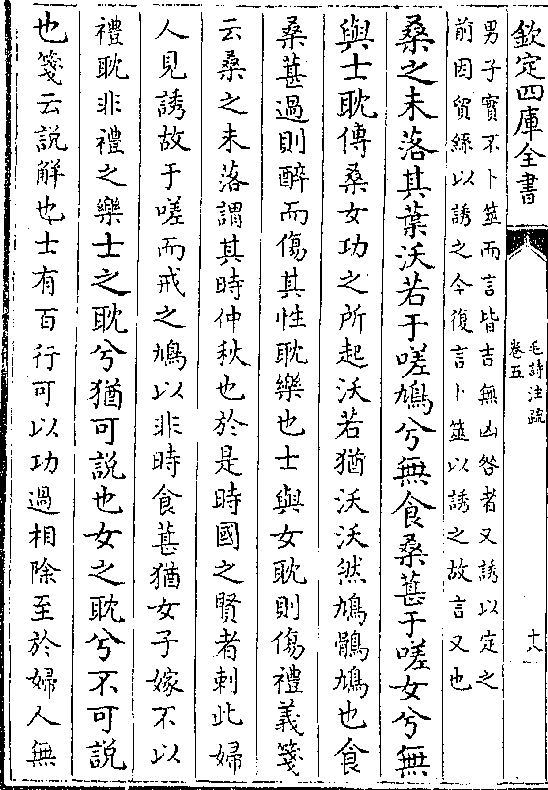 欽定四庫全書
毛詩注疏
卷五
十八
男子實不卜筮而言皆吉無凶咎者又誘以定之
前因貿絲以誘之今復言卜筮以誘之故言又也
桑之未落其葉沃若于嗟鳩兮無食桑葚于嗟女兮無
與士耽傳桑女功之所起沃若猶沃沃然鳩鶻鳩也食
桑葚過則醉而傷其性耽樂也士與女耽則傷禮義箋
云桑之未落謂其時仲秋也於是時國之賢者刺此婦
人見誘故于嗟而戒之鳩以非時食葚猶女子嫁不以
禮耽非禮之樂士之耽兮猶可說也女之耽兮不可說
也箋云說解也士有百行可以功過相除至於婦人無